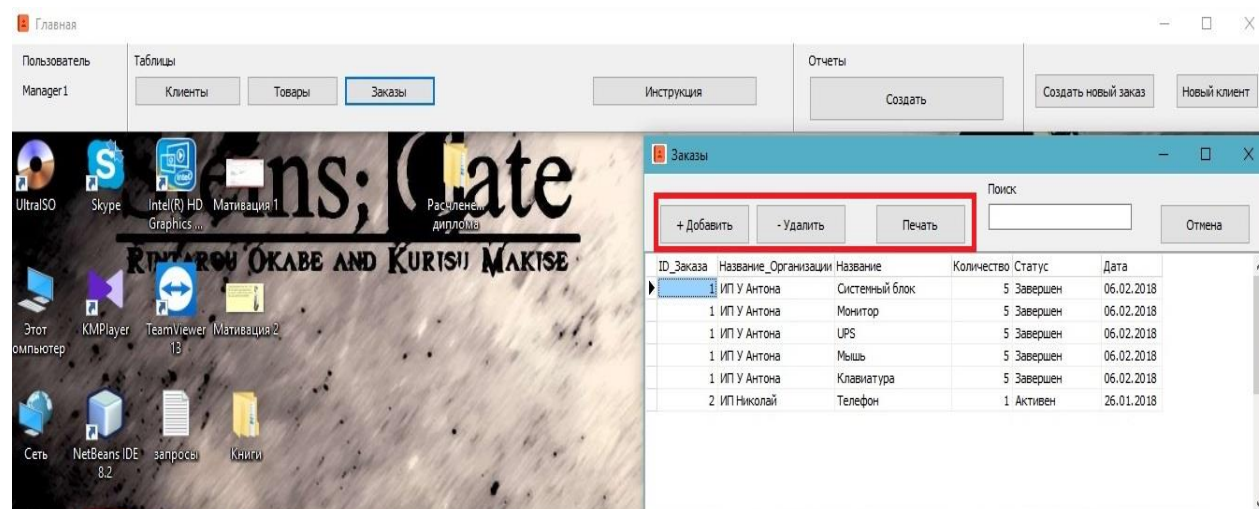 Главная
Пользователь
Manager1
Таблицы
Клиенты Товары Заказы
Инструкция
Отчеты
Создать
Создать новый заказ
Новый клиент
UltraISO
Skype
Intel(R) HD
Graphics ...
Мативация 1
Расчленен...
диплома
RINTAROU OKABE AND KURISU MAKISE
Этот
омпьютер
KMPlayer
TeamViewer
13
Мативация 2
Сеть
NetBeans IDE
8.2
запросы
Книги
Заказы
+ Добавить - Удалить Печать
Поиск
Отмена
ID_Заказа Название_Организации Название Количество Статус Дата
1 ИП У Антона Системный блок 5 Завершен 06.02.2018
1 ИП У Антона Монитор 5 Завершен 06.02.2018
1 ИП У Антона UPS 5 Завершен 06.02.2018
1 ИП У Антона Мышь 5 Завершен 06.02.2018
1 ИП У Антона Клавиатура 5 Завершен 06.02.2018
2 ИП Николай Телефон 1 Активен 26.01.2018